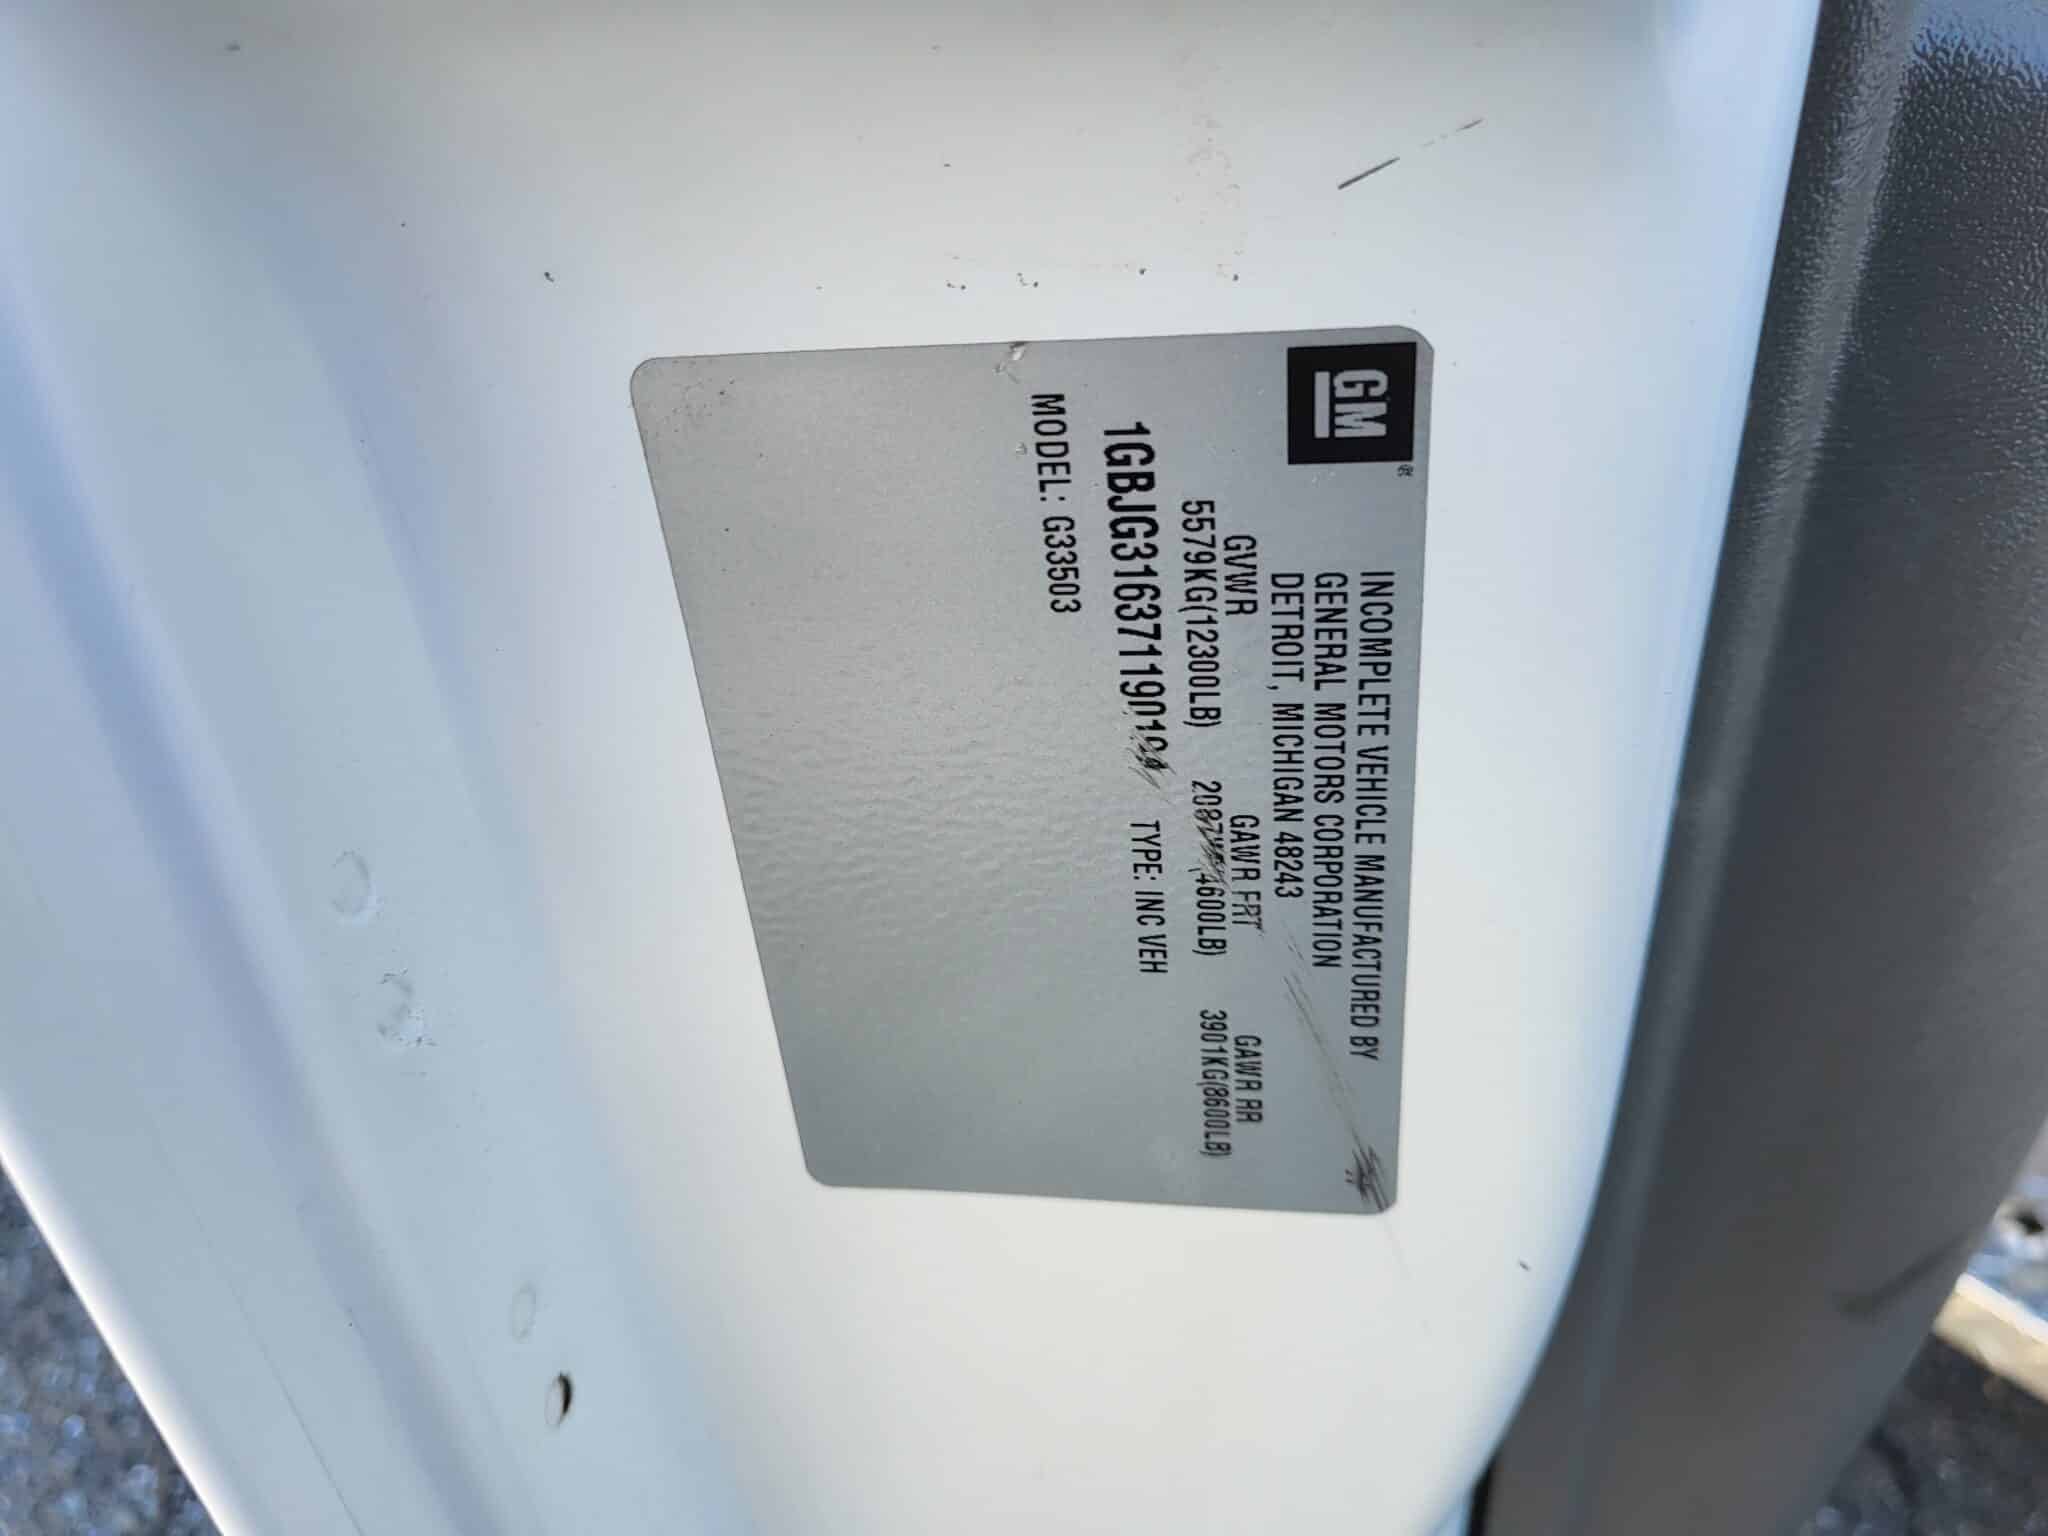 GM
INCOMPLETE VEHICLE MANUFACTURED BY
GENERAL MOTORS CORPORATION
DETROIT, MICHIGAN 48243
GVWR GAWR FRT GAWR RR
5579KG(12300LB) (4600LB) 3901KG(8600LB)
TYPE: INC VEH
MODEL: G33503